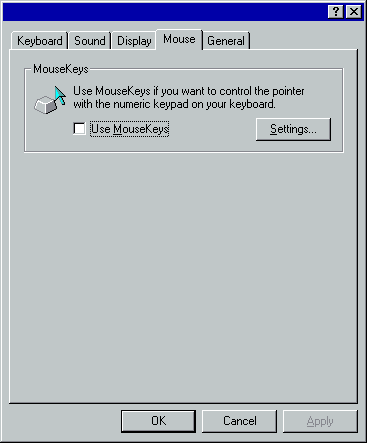 Keyboard Sound Display Mouse General
MouseKeys
Use MouseKeys if you want to control the pointer
with the numeric keypad on your keyboard.
Use MouseKeys Settings...
OK Cancel Apply